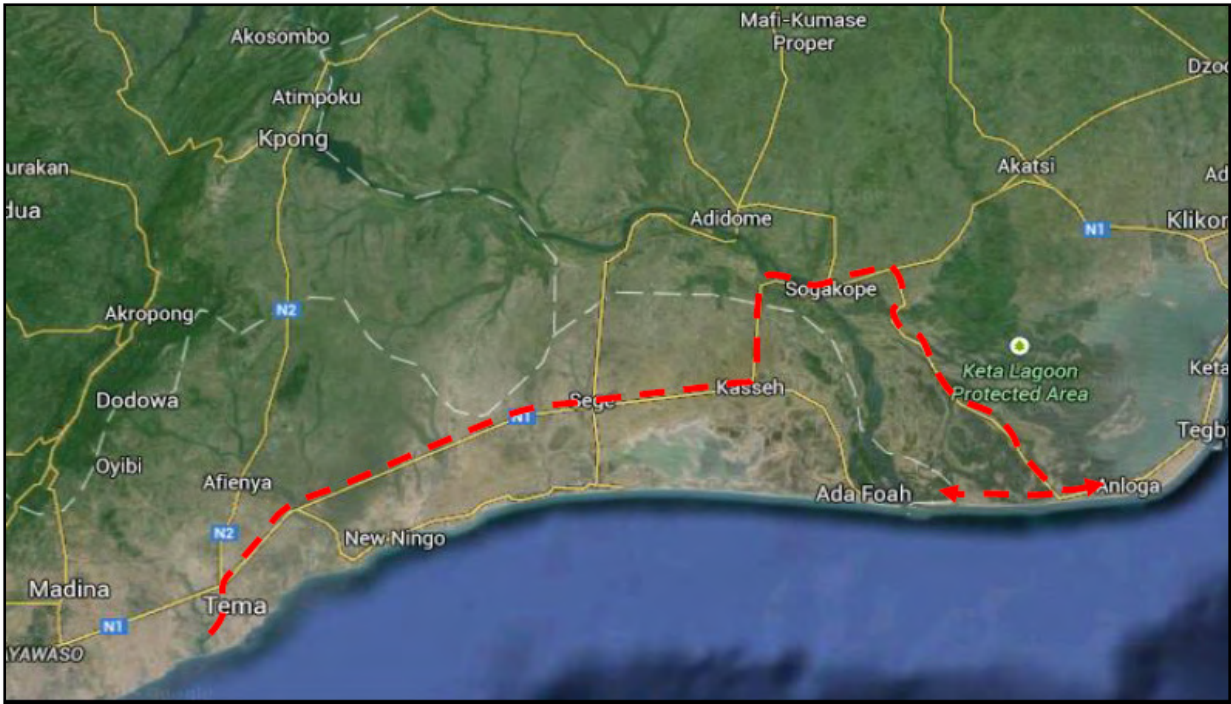 Mafi-Kumase
Proper
Akosombo
Dzo
Atimpoku
Kpong
urakan
Akatsi
Ad
dua
Adidome
Klikor
N1
Sogakope
Akropong
N2
Keta Lagoon
Protected Area
Keta
Kasseh
Dodowa
Sege
N1
Tegb
Oyibi
Afienya
Ada Foah
Anloga
N2
New Ningo
Madina
Tema
N1
AYAWASO